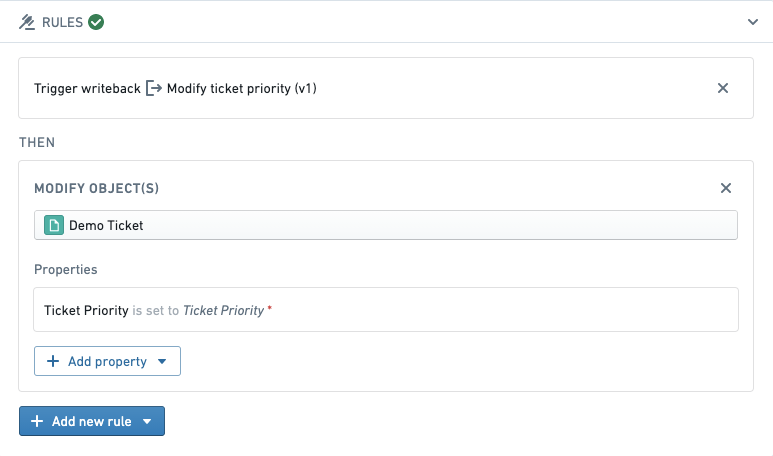 RULES
Trigger writeback Modify ticket priority (v1)
THEN
MODIFY OBJECT(S)
Demo Ticket
Properties
Ticket Priority is set to Ticket Priority *
Add property
Add new rule